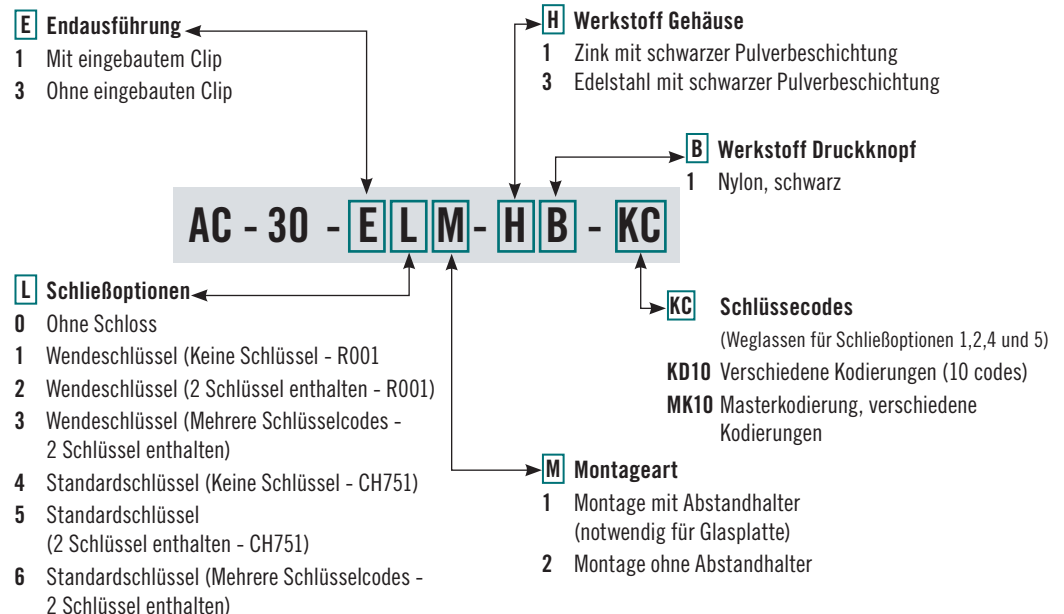 E Endausführung
1 Mit eingebautem Clip
3 Ohne eingebauten Clip
H Werkstoff Gehäuse
1 Zink mit schwarzer Pulverbeschichtung
3 Edelstahl mit schwarzer Pulverbeschichtung
B Werkstoff Druckknopf
1 Nylon, schwarz
AC - 30 - E L M - H B - KC
L Schließoptionen
0 Ohne Schloss
1 Wendeschlüssel (Keine Schlüssel - R001
2 Wendeschlüssel (2 Schlüssel enthalten - R001)
3 Wendeschlüssel (Mehrere Schlüsselcodes -
2 Schlüssel enthalten)
4 Standardschlüssel (Keine Schlüssel - CH751)
5 Standardschlüssel
(2 Schlüssel enthalten - CH751)
6 Standardschlüssel (Mehrere Schlüsselcodes -
2 Schlüssel enthalten)
KC Schlüssecodes
(Weglassen für Schließoptionen 1,2,4 und 5)
KD10 Verschiedene Kodierungen (10 codes)
MK10 Masterkodierung, verschiedene
Kodierungen
M Montageart
1 Montage mit Abstandhalter
(notwendig für Glasplatte)
2 Montage ohne Abstandhalter